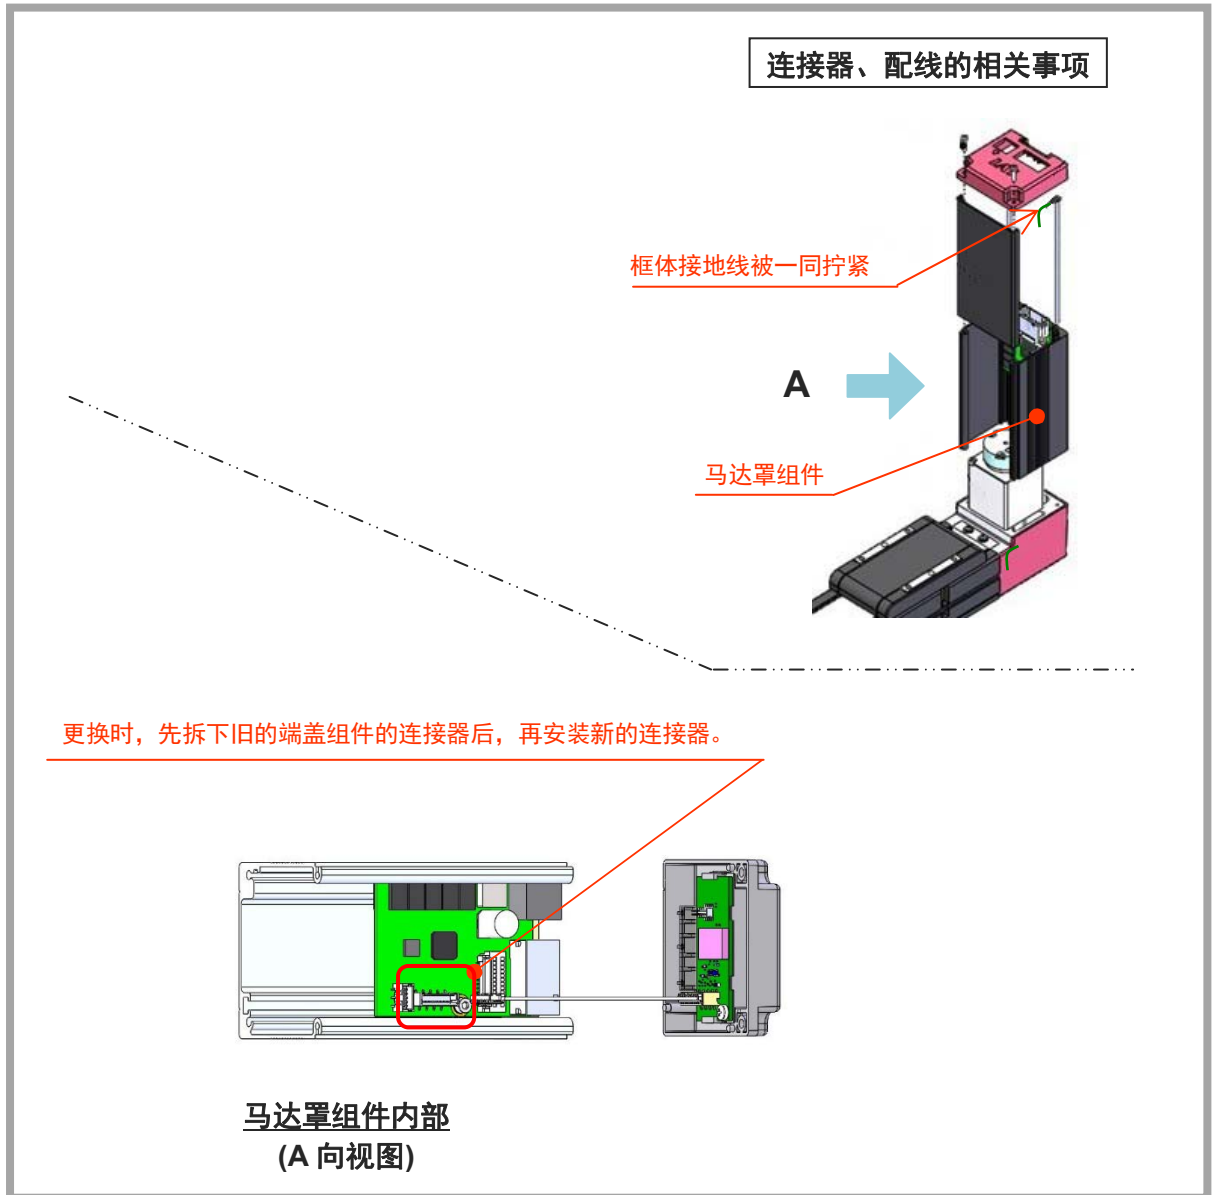 连接器、配线的相关事项
框体接地线被一同拧紧
A
马达罩组件
更换时，先拆下旧的端盖组件的连接器后，再安装新的连接器。
马达罩组件内部
(A 向视图)